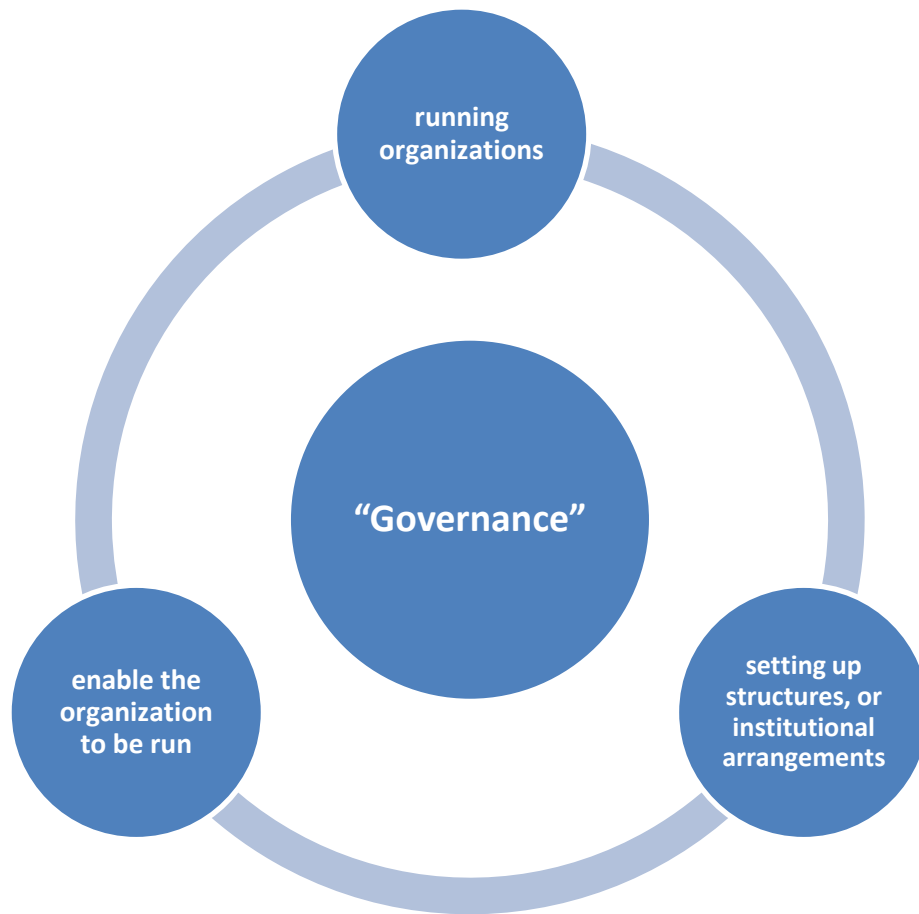 running
organizations
“Governance”
enable the
organization
to be run
setting up
structures, or
institutional
arrangements